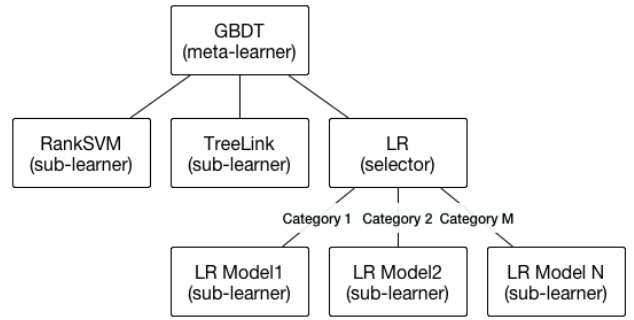 GBDT
(meta-learner)
RankSVM
(sub-learner)
TreeLink
(sub-learner)
LR
(selector)
Category 1
Category 2
Category M
LR Model1
(sub-learner)
LR Model2
(sub-learner)
LR Model N
(sub-learner)